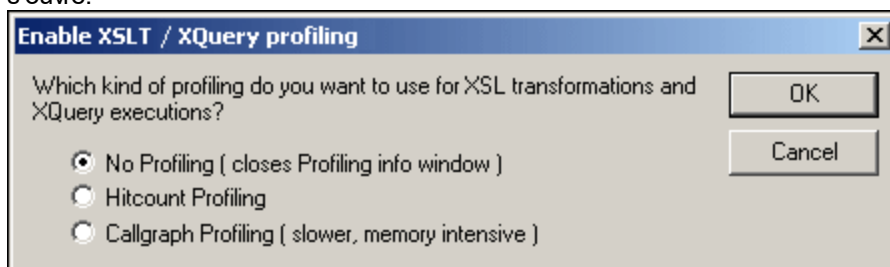 s'ouvre.
Enable XSLT / XQuery profiling
Which kind of profiling do you want to use for XSL transformations and
XQuery executions?
OK
Cancel
No Profiling ( closes Profiling info window )
Hitcount Profiling
Callgraph Profiling ( slower, memory intensive )